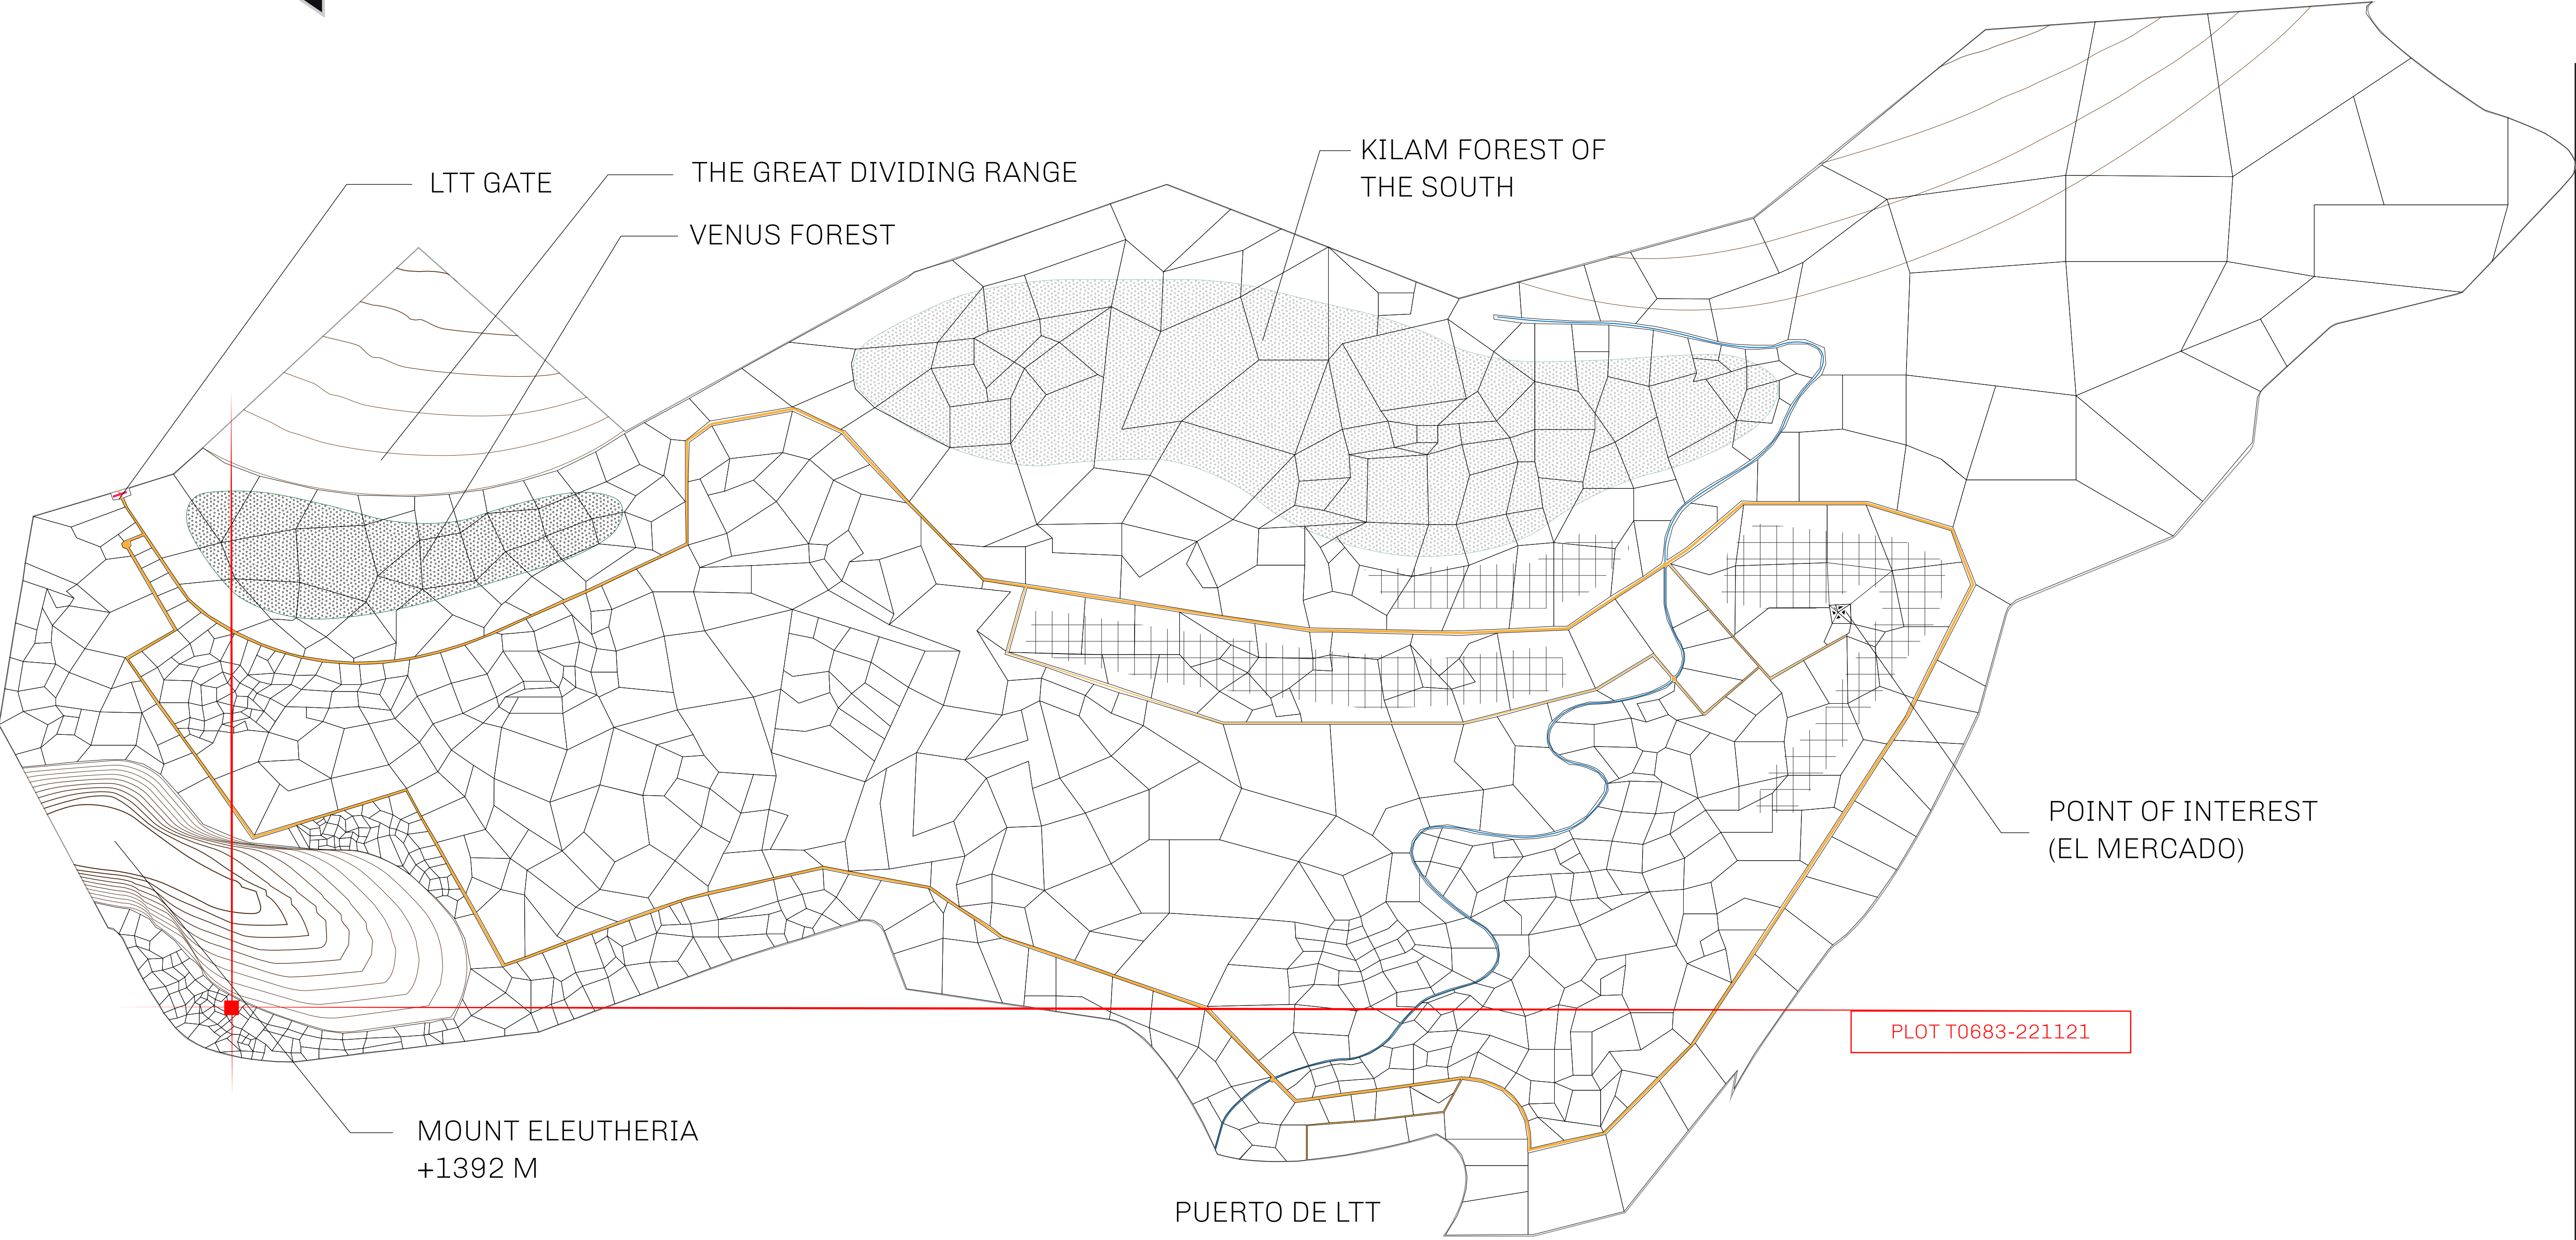 LTT GATE
THE GREAT DIVIDING RANGE
VENUS FOREST
KILAM FOREST OF
THE SOUTH
POINT OF INTEREST
(EL MERCADO)
PLOT T0683-221121
MOUNT ELEUTHERIA
+1392 M
PUERTO DE LTT